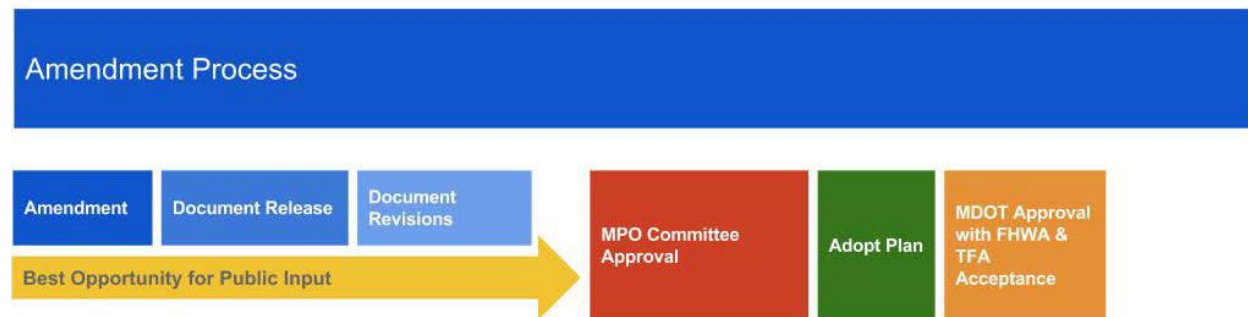 Amendment Process
Amendment
Document Release
Document
Revisions
Best Opportunity for Public Input
MPO Committee
Approval
Adopt Plan
MDOT Approval
with FHWA &
TFA
Acceptance